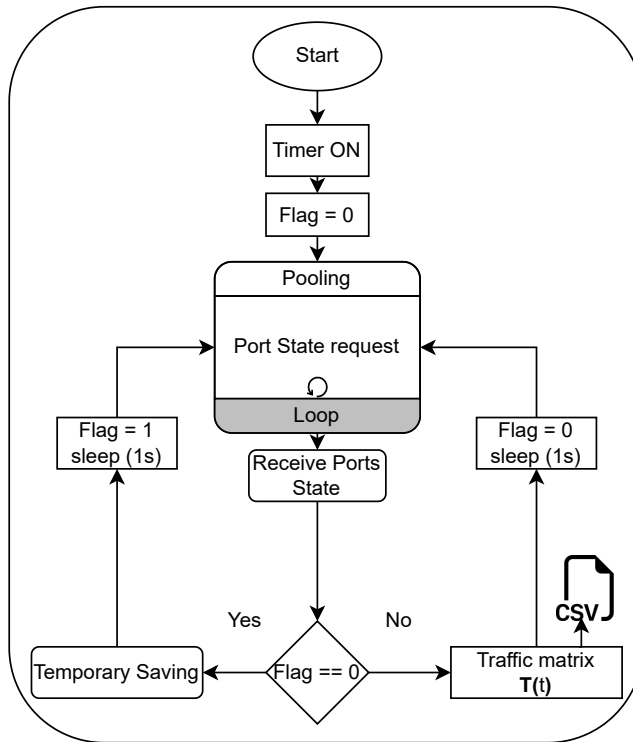 Start
Timer ON
Flag = 0
Pooling
Port State request
Loop
Flag = 1
sleep (1s)
Flag = 0
sleep (1s)
Receive Ports
State
CSV
Yes
No
Temporary Saving
Flag == 0
Traffic matrix
T(t)